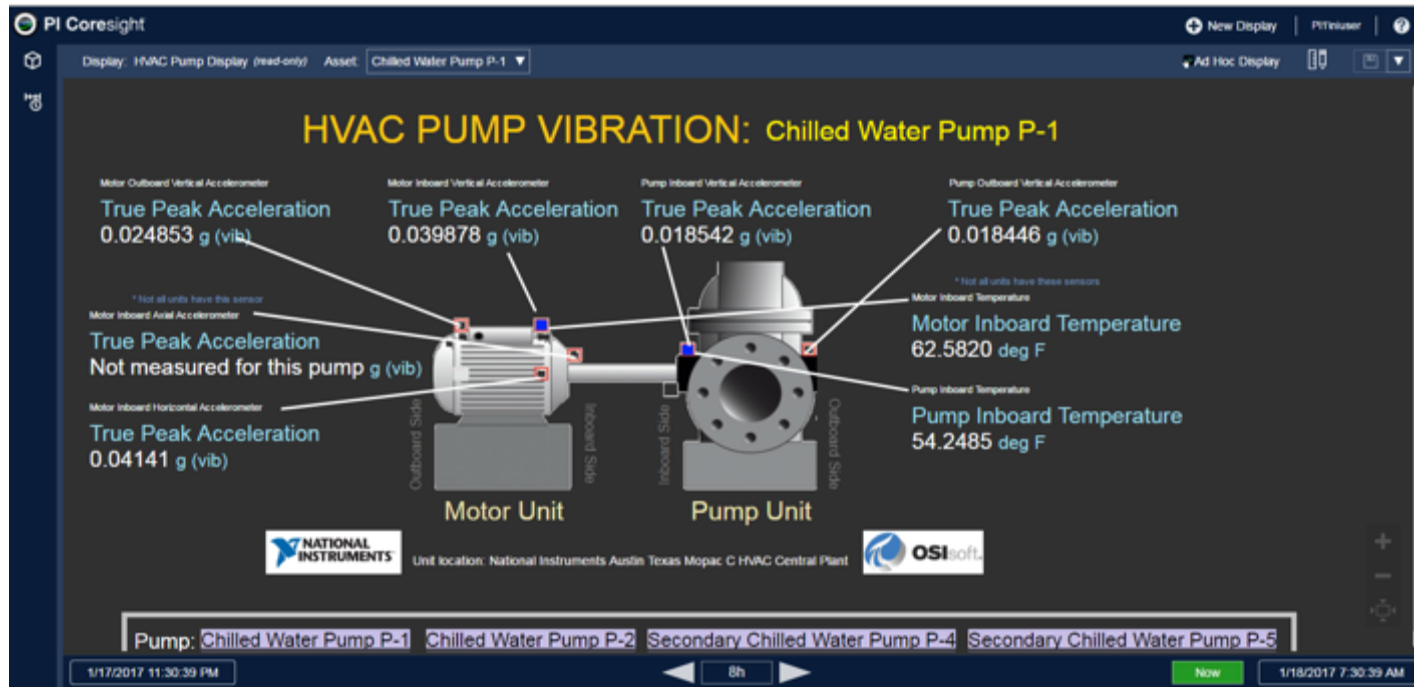 PI Coresight
New Display
PITiniuser
?
Display: HVAC Pump Display (read-only) Asset: Chilled Water Pump P-1
Ad Hoc Display
HVAC PUMP VIBRATION: Chilled Water Pump P-1
Motor Outboard Vertical Accelerometer
True Peak Acceleration
0.024853 g (vib)
Motor Inboard Vertical Accelerometer
True Peak Acceleration
0.039878 g (vib)
Pump Inboard Vertical Accelerometer
True Peak Acceleration
0.018542 g (vib)
Pump Outboard Vertical Accelerometer
True Peak Acceleration
0.018446 g (vib)
* Not all units have this sensor
Motor Inboard Axial Accelerometer
True Peak Acceleration
Not measured for this pump g (vib)
Motor Inboard Horizontal Accelerometer
True Peak Acceleration
0.04141 g (vib)
* Not all units have these sensors
Motor Inboard Temperature
Motor Inboard Temperature
62.5820 deg F
Pump Inboard Temperature
Pump Inboard Temperature
54.2485 deg F
Outboard Side
Inboard Side
Inboard Side
Outboard Side
Motor Unit
Pump Unit
NATIONAL
INSTRUMENTS
Unit location: National Instruments Austin Texas Mopac C HVAC Central Plant
OSIsoft.
Pump: Chilled Water Pump P-1 Chilled Water Pump P-2 Secondary Chilled Water Pump P-4 Secondary Chilled Water Pump P-5
1/17/2017 11:30:39 PM
8h
Now
1/18/2017 7:30:39 AM